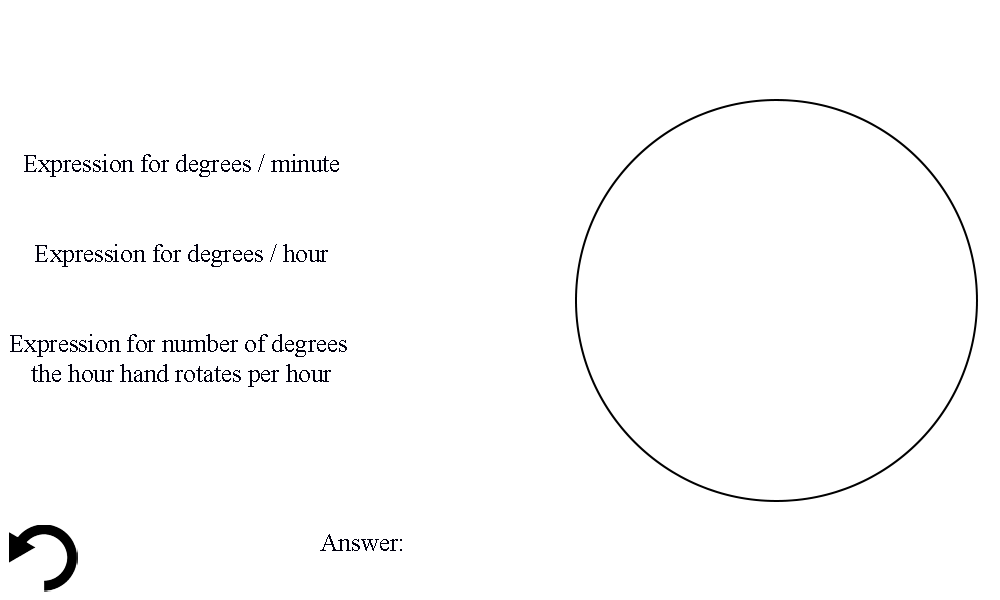 Expression for degrees / minute
Expression for degrees / hour
Expression for number of degrees
the hour hand rotates per hour
Answer: